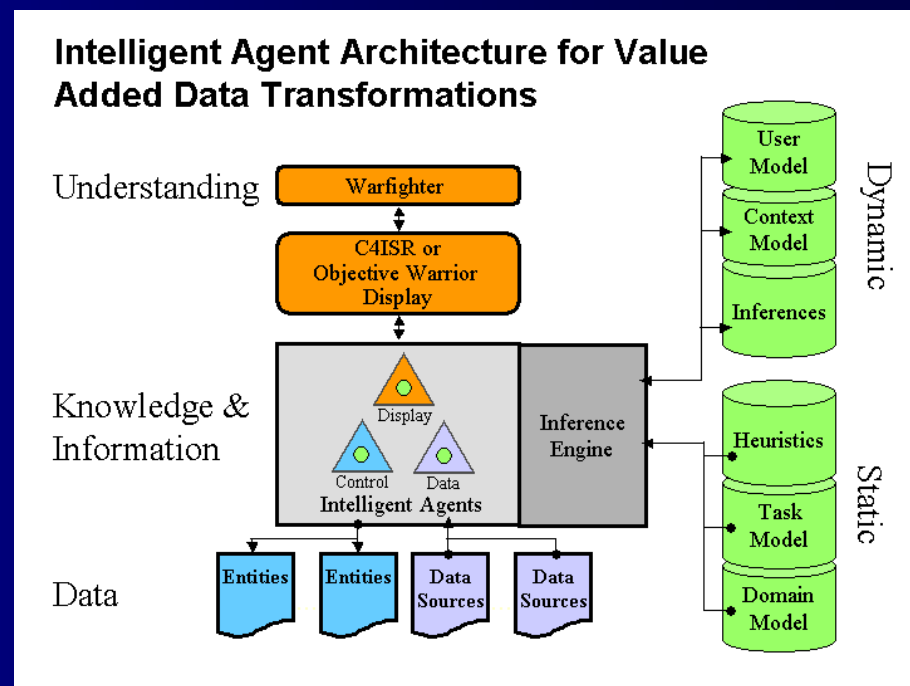 Intelligent Agent Architecture for Value
Added Data Transformations
Understanding
Warfighter
C4ISR or
Objective Warrior
Display
Knowledge &
Information
Display
Control
Data
Intelligent Agents
Inference
Engine
Data
Entities
Entities
Data
Sources
Data
Sources
User
Model
Context
Model
Inferences
Dynamic
Heuristics
Task
Model
Domain
Model
Static